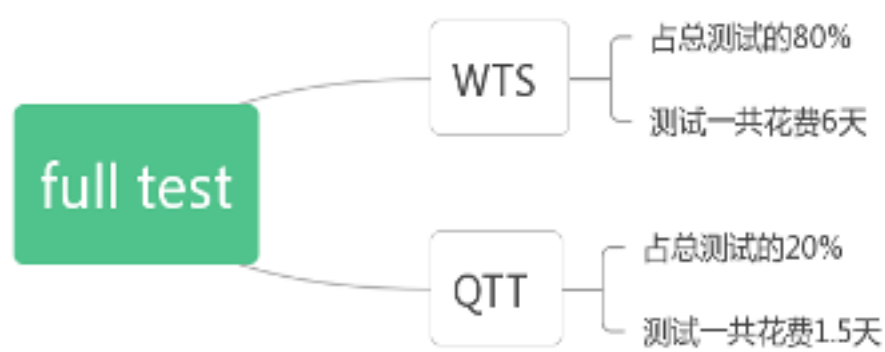 full test
WTS
占总测试的80%
测试一共花费6天
QTT
占总测试的20%
测试一共花费1.5天